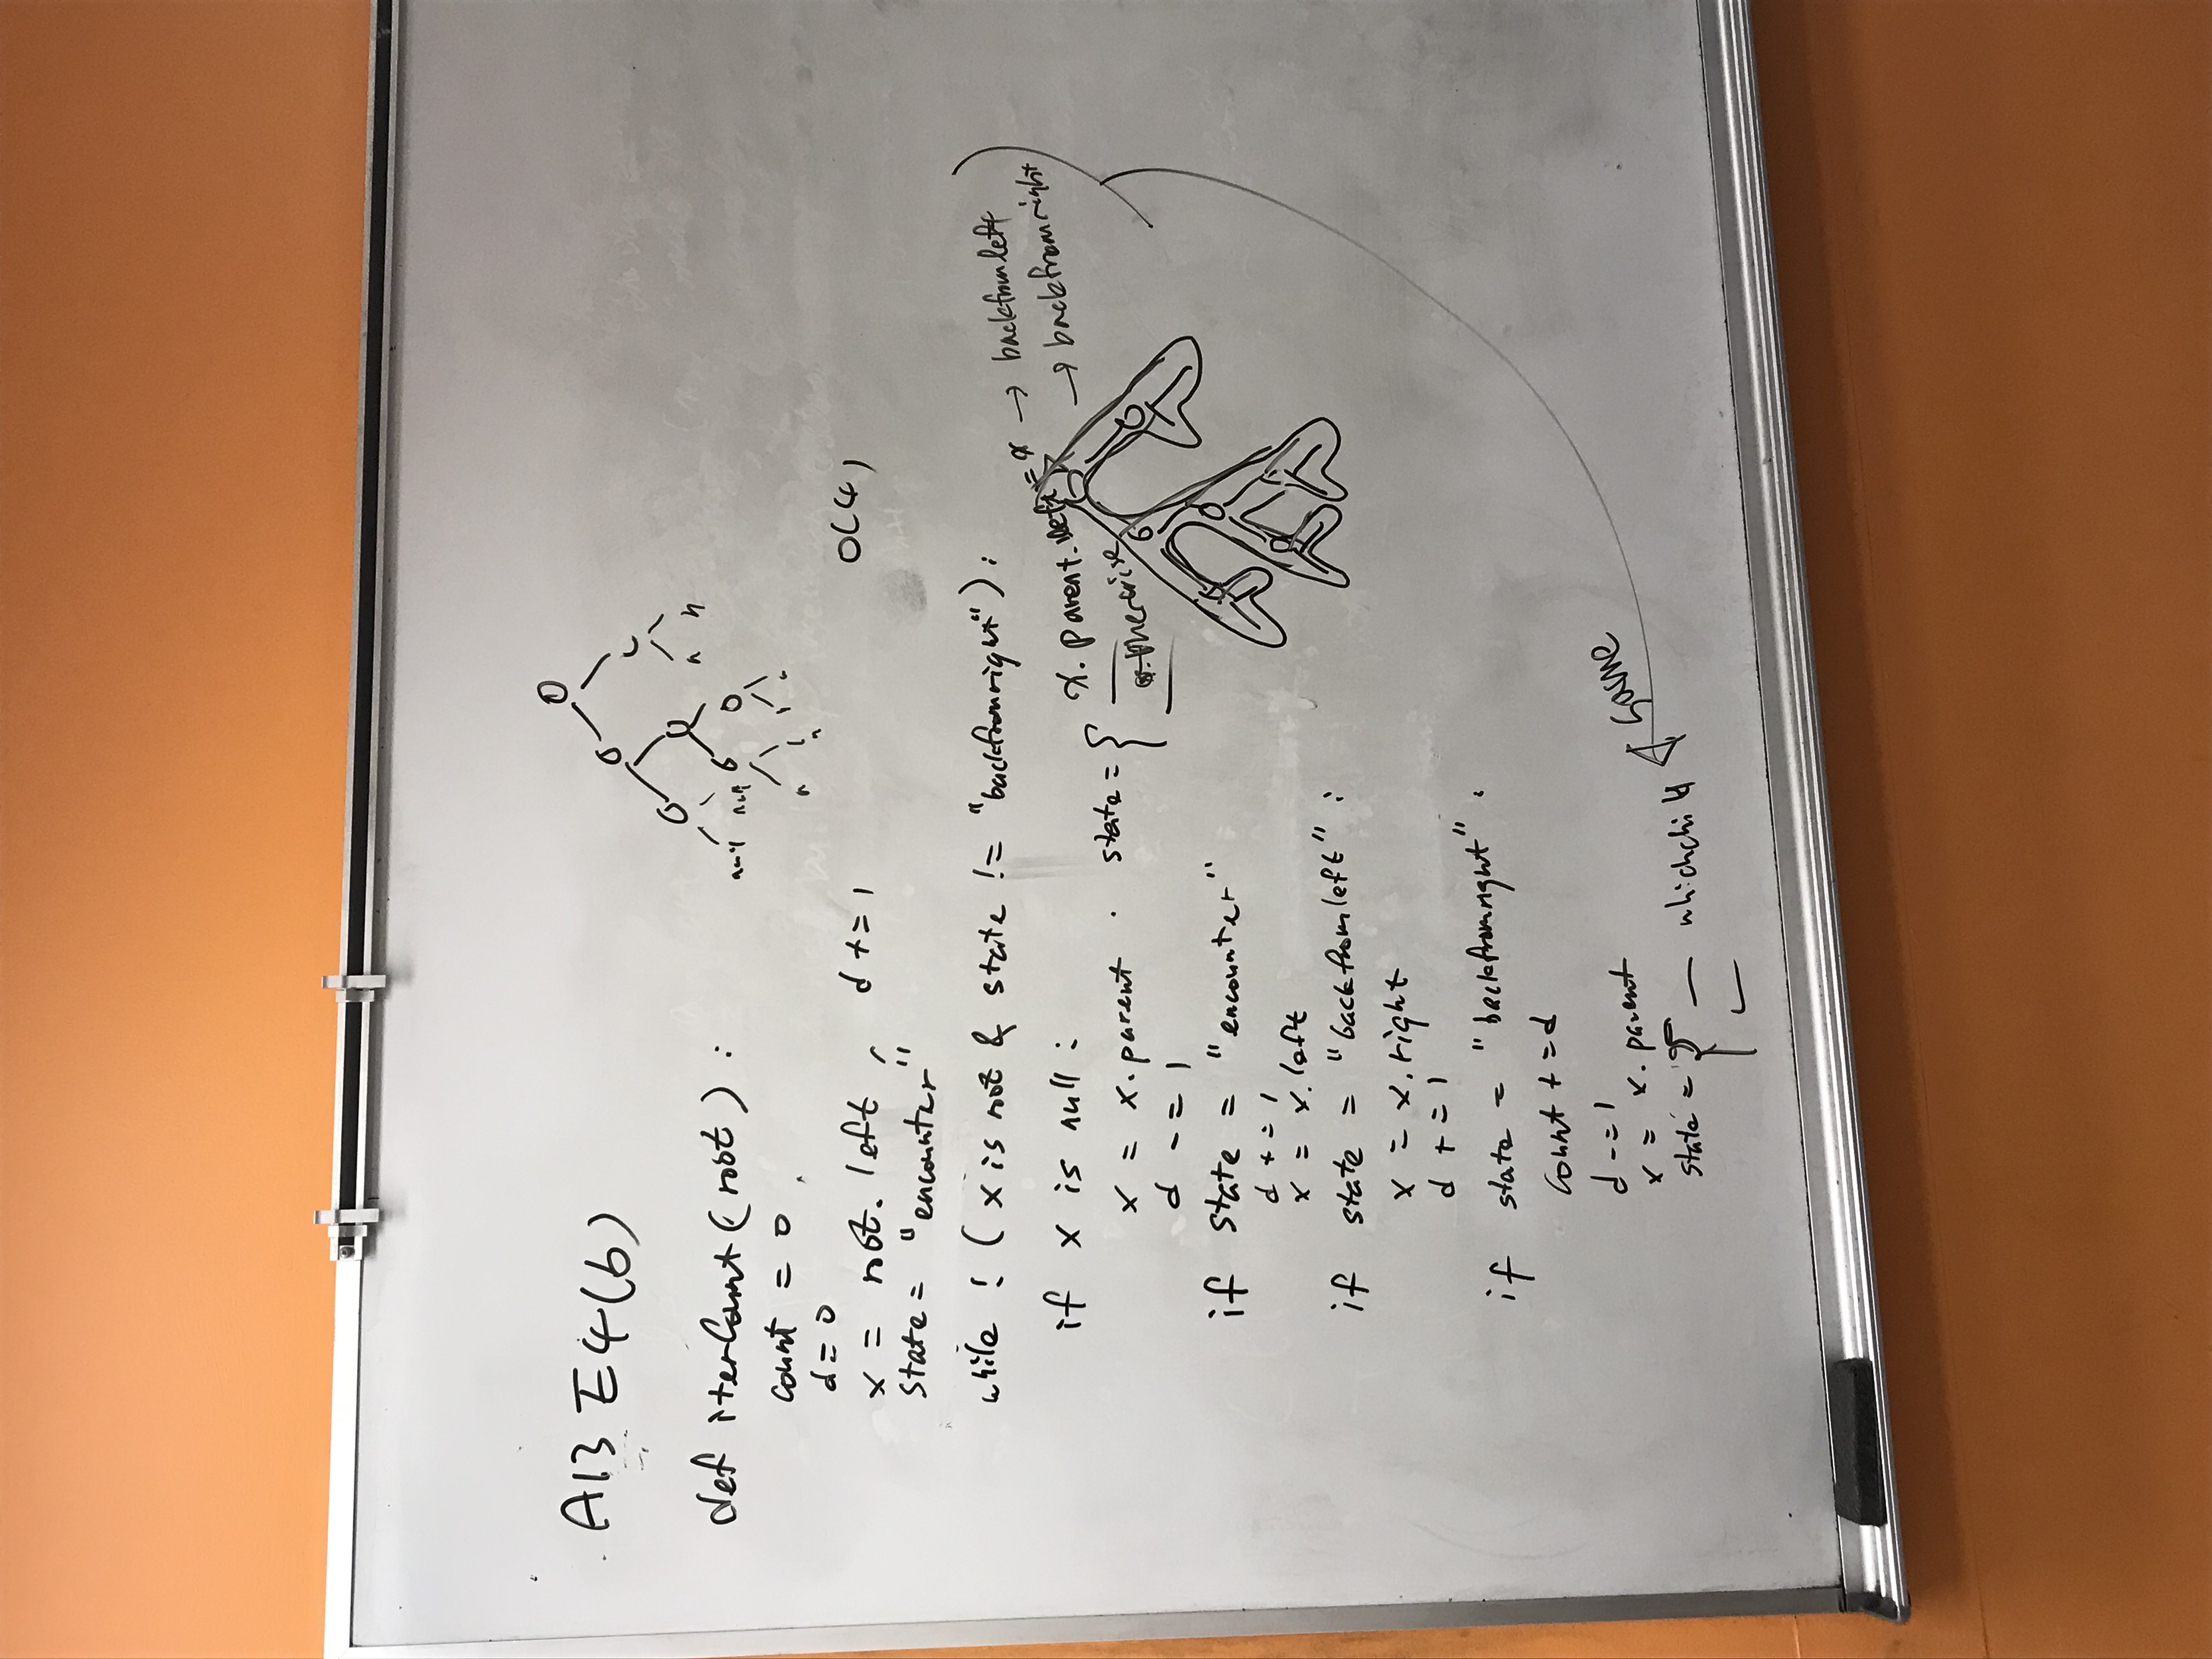 A13 E4(b)
def iterCount(root) :
count = 0
d = 0
x = root.left , d += 1
state = "encounter"
while ! ( x is root & state != "backfromright") :
if x is null :
x = x.parent
d -= 1
state = {
x.parent.left = x → backfromleft
otherwise → backfromright
if state = "encounter"
d += 1
x = x.left
if state = "backfromleft" :
x = x.right
d += 1
if state = "backfromright" :
count += d
d -= 1
x = x.parent
state = { — whichchild
same
null null
n n
n n
O(4)